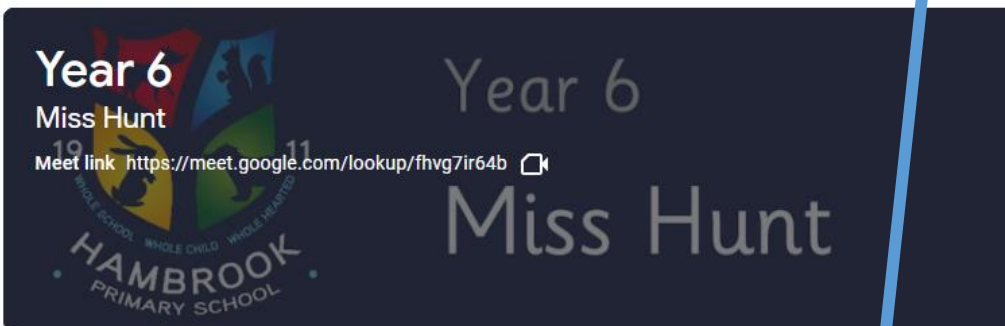 Year 6
Miss Hunt
Meet link https://meet.google.com/lookup/fhvg7ir64b
19 11
WHOLE SCHOOL WHOLE CHILD WHOLE HEARTED
HAMBROOK
PRIMARY SCHOOL
Year 6
Miss Hunt